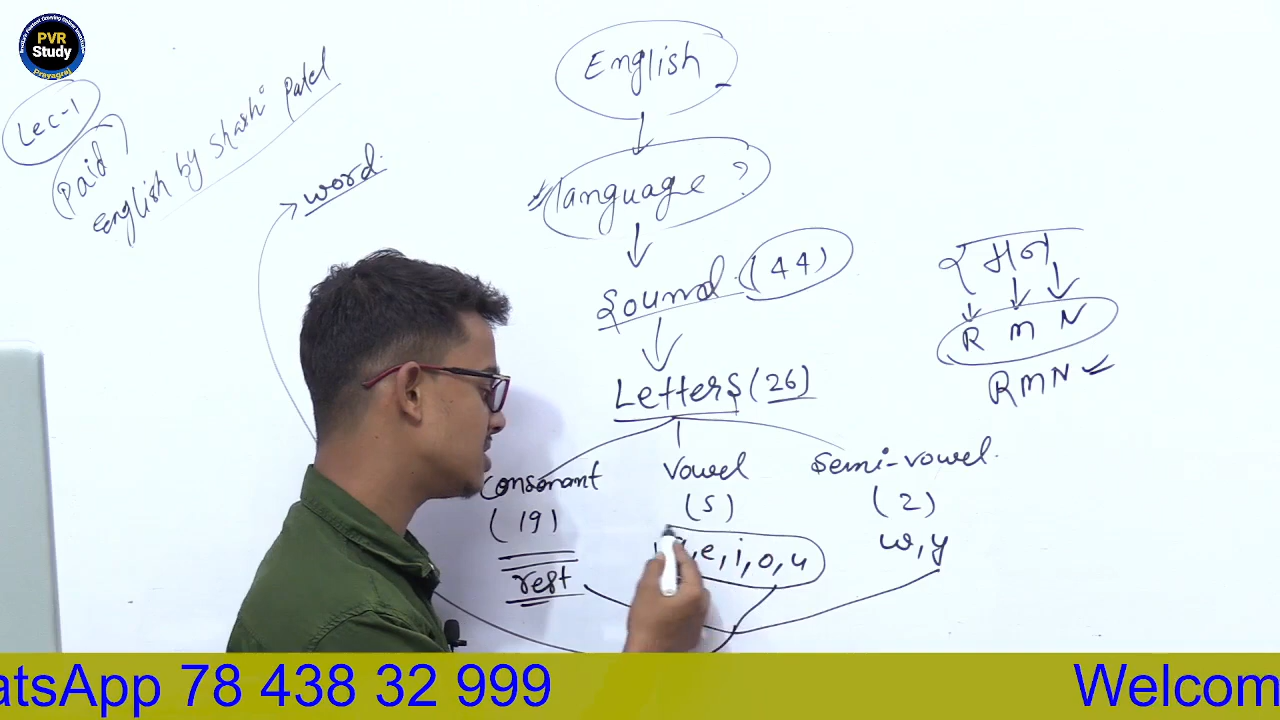 PVR
Study
Prayagraj
Lec-1
Paid
English by Shashi Patel
word.
English
language ?
Sound (44)
Letters (26)
रमन
R M N
RMN
Consonant
(19)
rest
Vowel
(5)
,e,i,o,u
Semi-vowel.
(2)
w,y
atsApp 78 438 32 999
Welcom